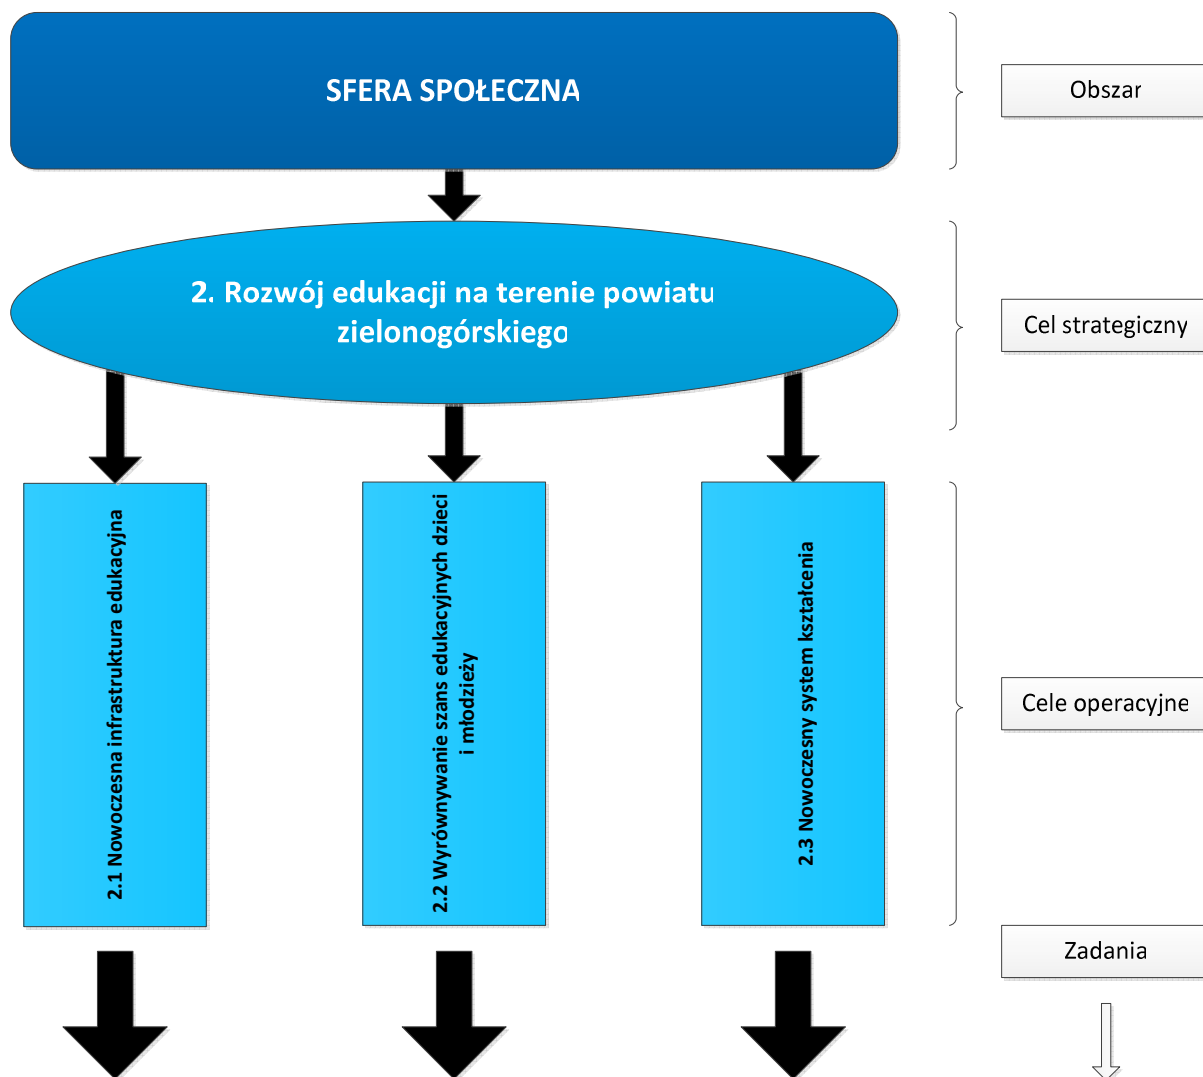 SFERA SPOŁECZNA
Obszar
2. Rozwój edukacji na terenie powiatu
zielonogórskiego
Cel strategiczny
2.1 Nowoczesna infrastruktura edukacyjna
2.2 Wyrównywanie szans edukacyjnych dzieci
i młodzieży
2.3 Nowoczesny system kształcenia
Cele operacyjne
Zadania